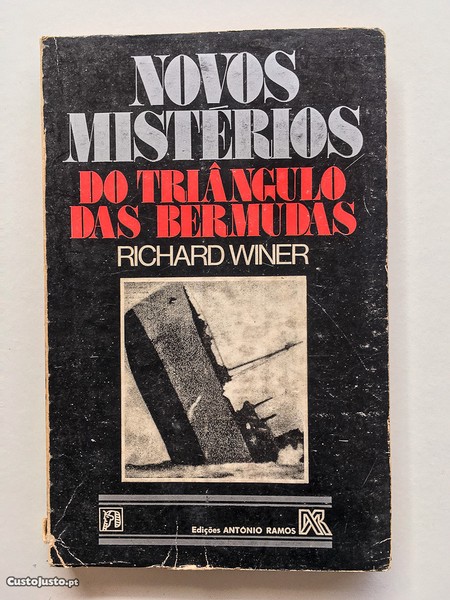 NOVOS
MISTÉRIOS
DO TRIÂNGULO
DAS BERMUDAS
RICHARD WINER
Edições ANTÓNIO RAMOS
CustoJusto.pt